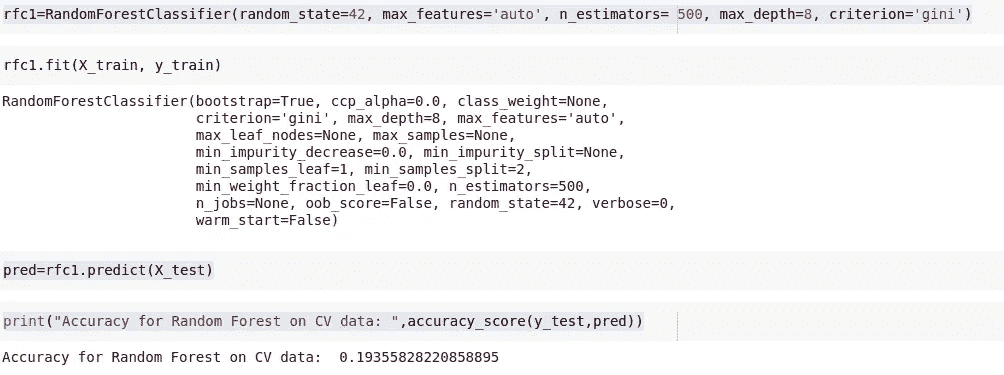 rfc1=RandomForestClassifier(random_state=42, max_features='auto', n_estimators= 500, max_depth=8, criterion='gini')
rfc1.fit(X_train, y_train)
RandomForestClassifier(bootstrap=True, ccp_alpha=0.0, class_weight=None,
criterion='gini', max_depth=8, max_features='auto',
max_leaf_nodes=None, max_samples=None,
min_impurity_decrease=0.0, min_impurity_split=None,
min_samples_leaf=1, min_samples_split=2,
min_weight_fraction_leaf=0.0, n_estimators=500,
n_jobs=None, oob_score=False, random_state=42, verbose=0,
warm_start=False)
pred=rfc1.predict(X_test)
print("Accuracy for Random Forest on CV data: ",accuracy_score(y_test,pred))
Accuracy for Random Forest on CV data:  0.19355828220858895